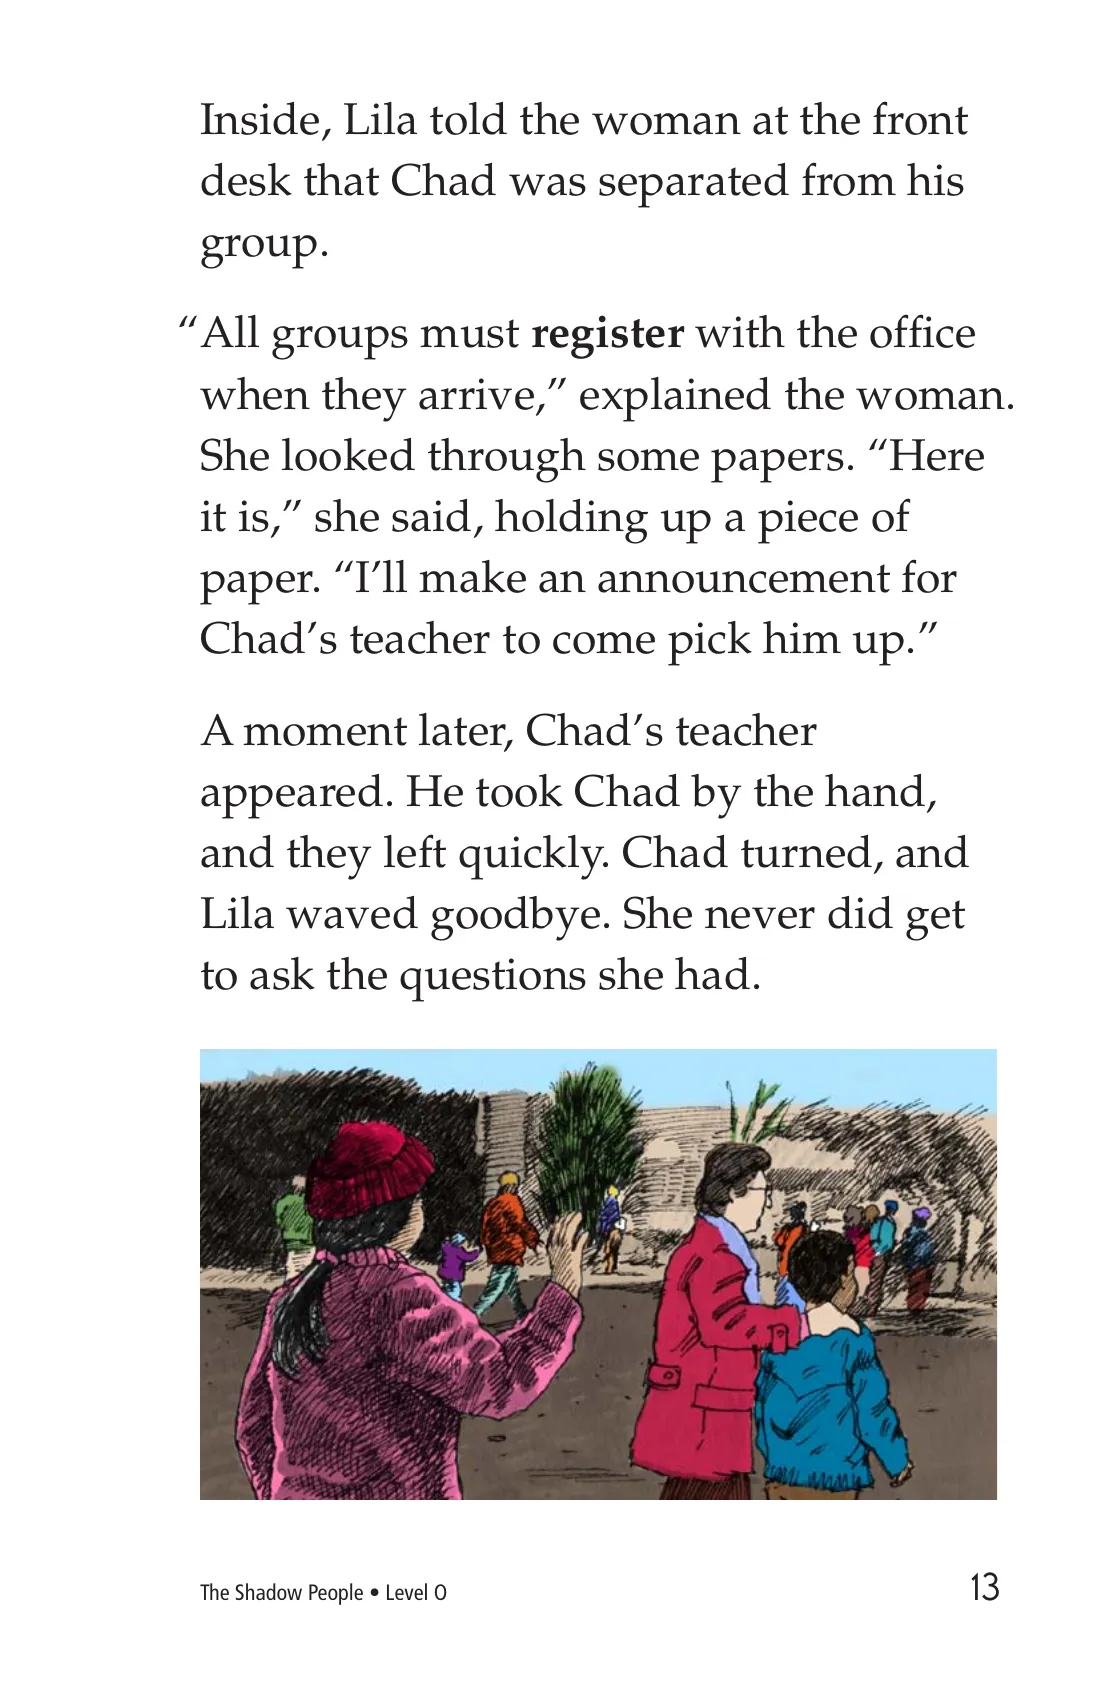 Inside, Lila told the woman at the front
desk that Chad was separated from his
group.
“All groups must register with the office
when they arrive,” explained the woman.
She looked through some papers. “Here
it is,” she said, holding up a piece of
paper. “I’ll make an announcement for
Chad’s teacher to come pick him up.”
A moment later, Chad’s teacher
appeared. He took Chad by the hand,
and they left quickly. Chad turned, and
Lila waved goodbye. She never did get
to ask the questions she had.
The Shadow People • Level O
13